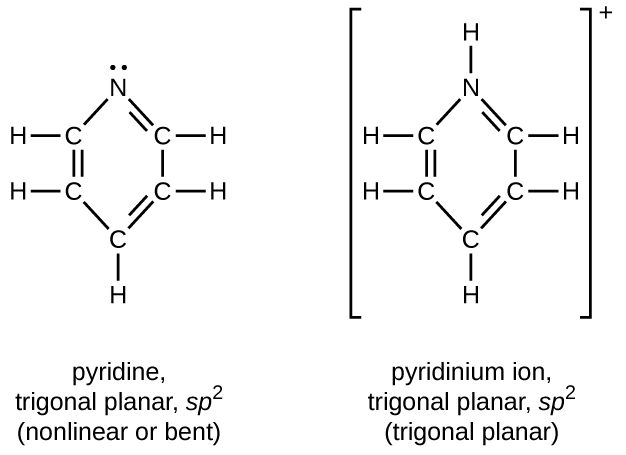 N
H C C H
H C C H
C
H
H
N
H C C H
H C C H
C
H
+
pyridine,
trigonal planar, sp2
(nonlinear or bent)
pyridinium ion,
trigonal planar, sp2
(trigonal planar)